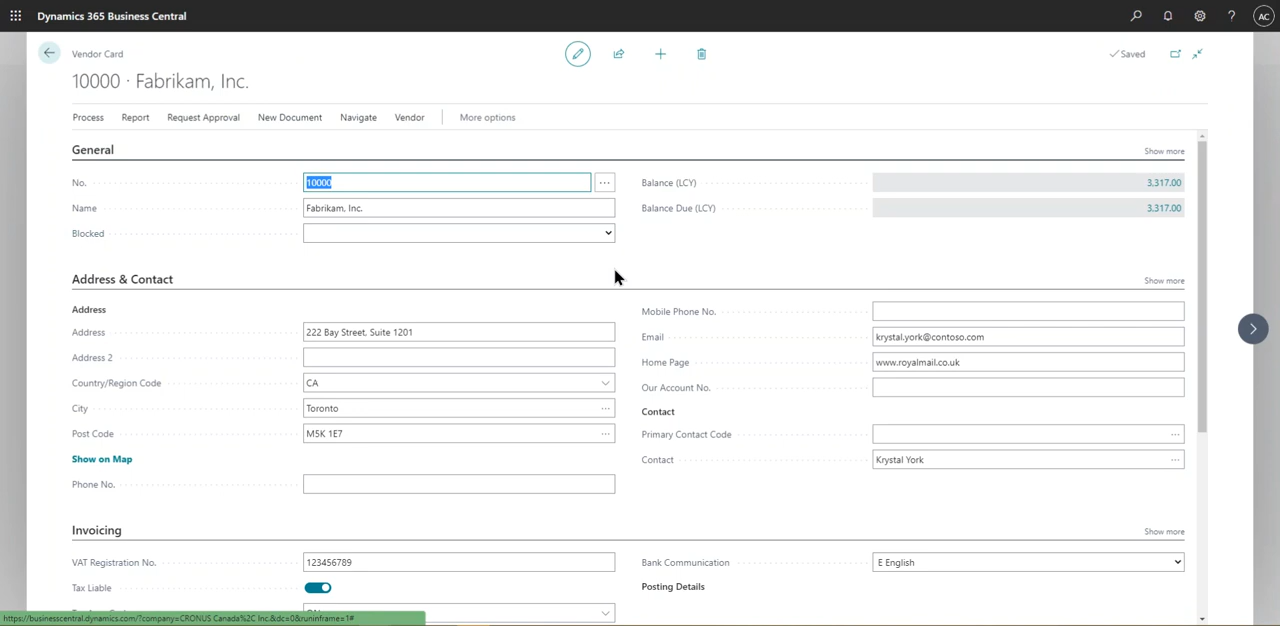 Dynamics 365 Business Central
AC
Vendor Card
Saved
10000 · Fabrikam, Inc.
Process Report Request Approval New Document Navigate Vendor More options
General Show more
No. 10000 Balance (LCY) 3,317.00
Name Fabrikam, Inc. Balance Due (LCY) 3,317.00
Blocked
Address & Contact Show more
Address Mobile Phone No.
Address 222 Bay Street, Suite 1201 Email krystal.york@contoso.com
Address 2 Home Page www.royalmail.co.uk
Country/Region Code CA Our Account No.
City Toronto Contact
Post Code M5K 1E7 Primary Contact Code
Show on Map Contact Krystal York
Phone No.
Invoicing Show more
VAT Registration No. 123456789 Bank Communication E English
Tax Liable Posting Details
https://businesscentral.dynamics.com/?company=CRONUS Canada%2C Inc.&dc=0&runinframe=1#